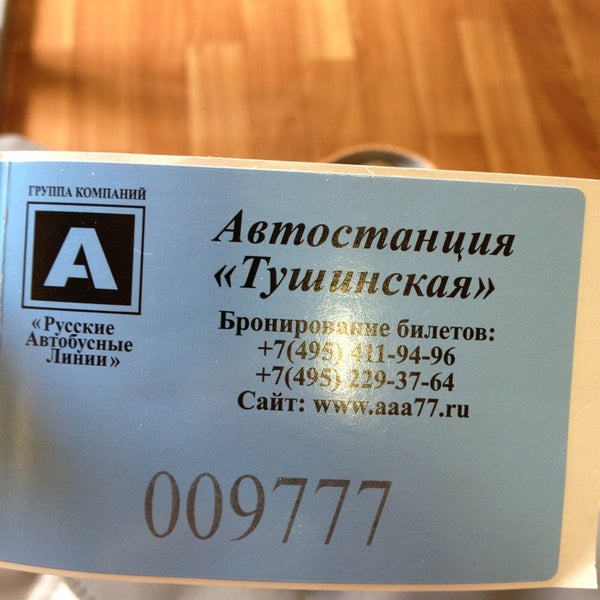 ГРУППА КОМПАНИЙ
А
«Русские
Автобусные
Линии»
Автостанция
«Тушинская»
Бронирование билетов:
+7(495) 411-94-96
+7(495) 229-37-64
Сайт: www.aaa77.ru
009777